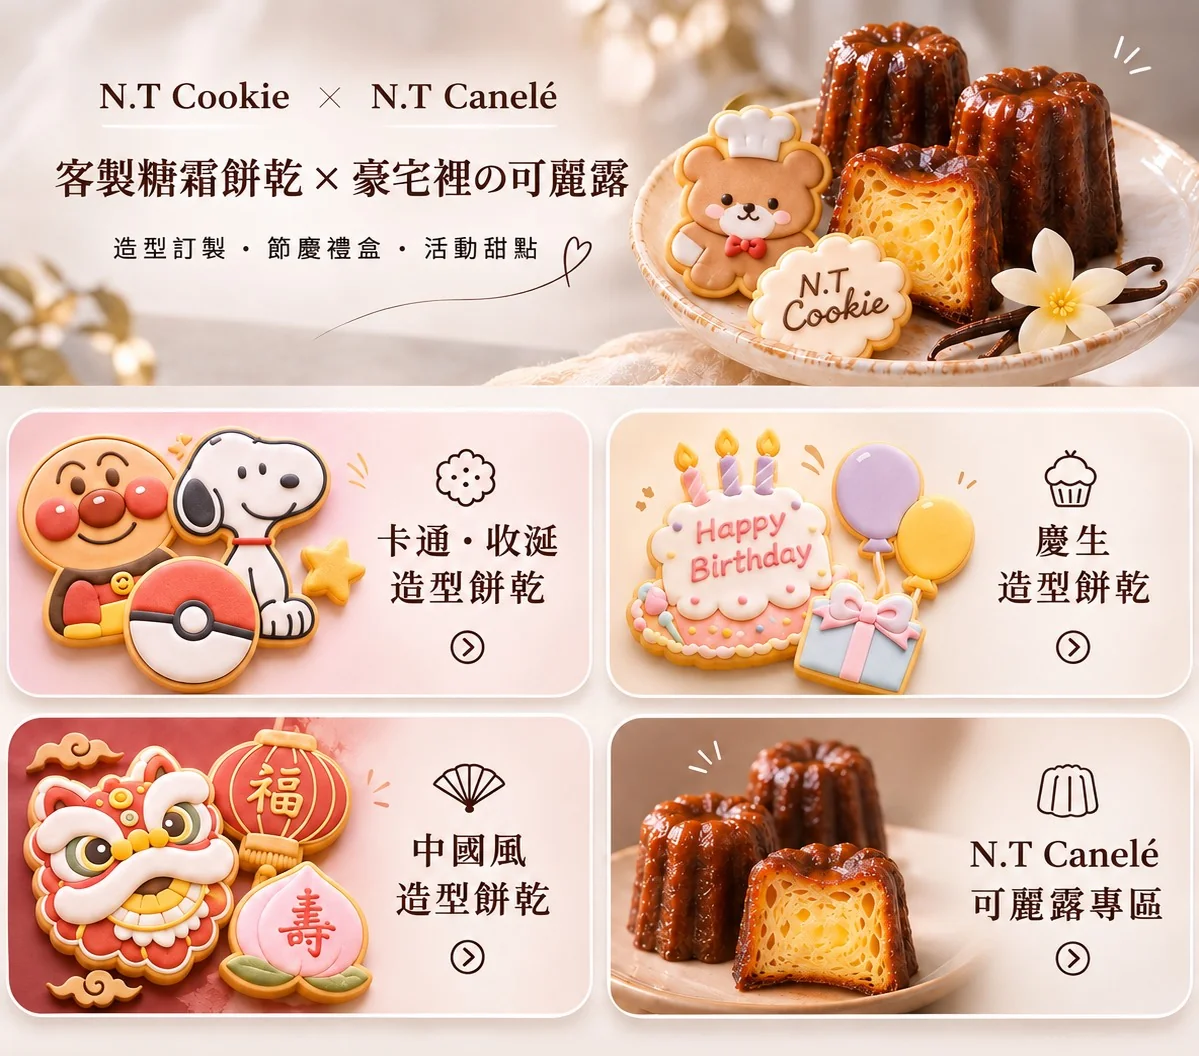 N.T Cookie × N.T Canelé
客製糖霜餅乾 × 豪宅裡の可麗露
造型訂製・節慶禮盒・活動甜點
N.T
Cookie
卡通・收涎
造型餅乾
Happy
Birthday
慶生
造型餅乾
福
壽
中國風
造型餅乾
N.T Canelé
可麗露專區